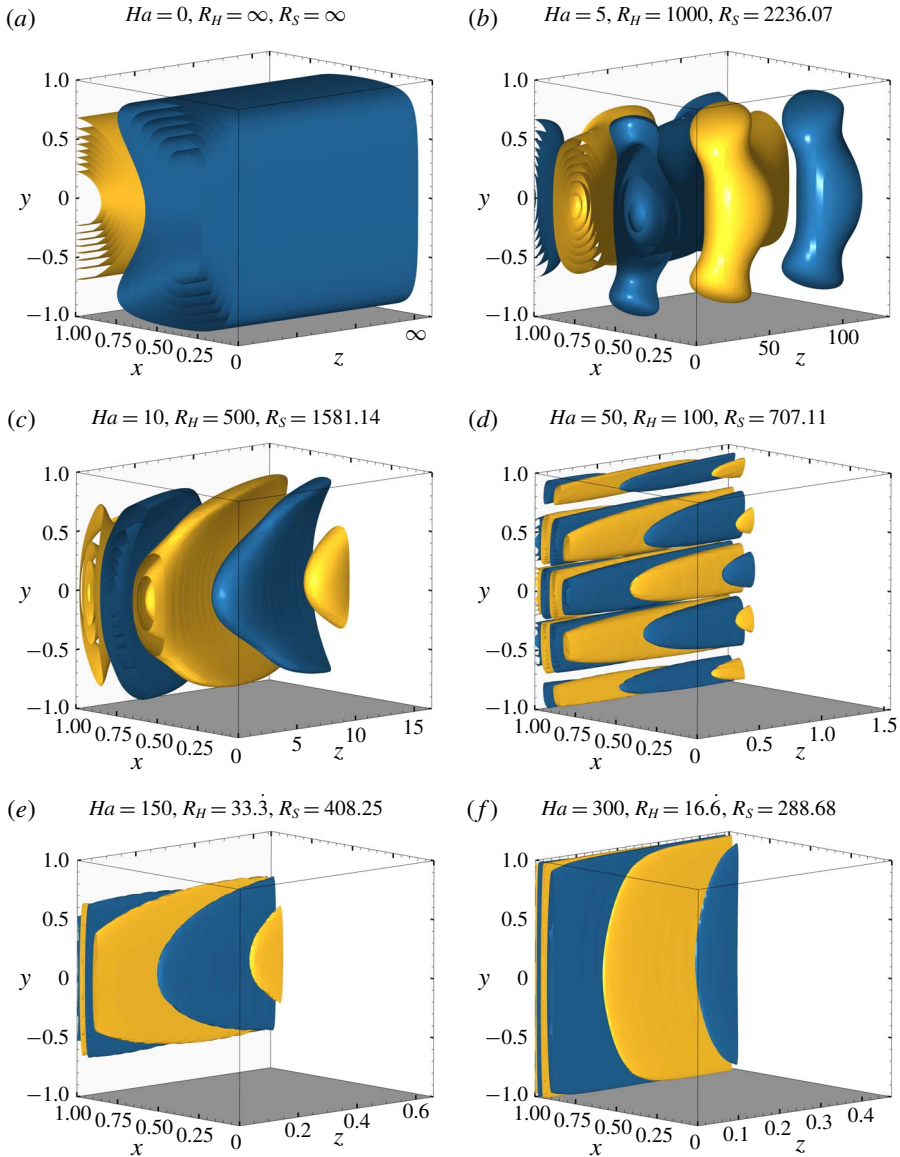 (a) Ha = 0, R_H = ∞, R_S = ∞
1.0
0.5
y 0
−0.5
−1.0
1.00 0.75 0.50 0.25 0 ∞
x z
(b) Ha = 5, R_H = 1000, R_S = 2236.07
1.0
0.5
y 0
−0.5
−1.0
1.00 0.75 0.50 0.25 0 50 100
x z
(c) Ha = 10, R_H = 500, R_S = 1581.14
1.0
0.5
y 0
−0.5
−1.0
1.00 0.75 0.50 0.25 0 5 10 15
x z
(d) Ha = 50, R_H = 100, R_S = 707.11
1.0
0.5
y 0
−0.5
−1.0
1.00 0.75 0.50 0.25 0 0.5 1.0 1.5
x z
(e) Ha = 150, R_H = 33.3̇, R_S = 408.25
1.0
0.5
y 0
−0.5
−1.0
1.00 0.75 0.50 0.25 0 0.2 0.4 0.6
x z
(f) Ha = 300, R_H = 16.6̇, R_S = 288.68
1.0
0.5
y 0
−0.5
−1.0
1.00 0.75 0.50 0.25 0 0.1 0.2 0.3 0.4
x z